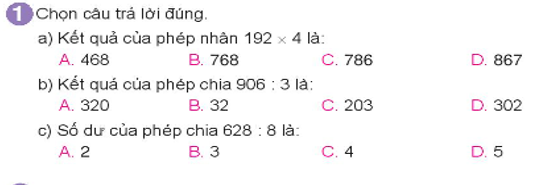 1 Chọn câu trả lời đúng.
a) Kết quả của phép nhân 192 × 4 là:
A. 468 B. 768 C. 786 D. 867
b) Kết quả của phép chia 906 : 3 là:
A. 320 B. 32 C. 203 D. 302
c) Số dư của phép chia 628 : 8 là:
A. 2 B. 3 C. 4 D. 5